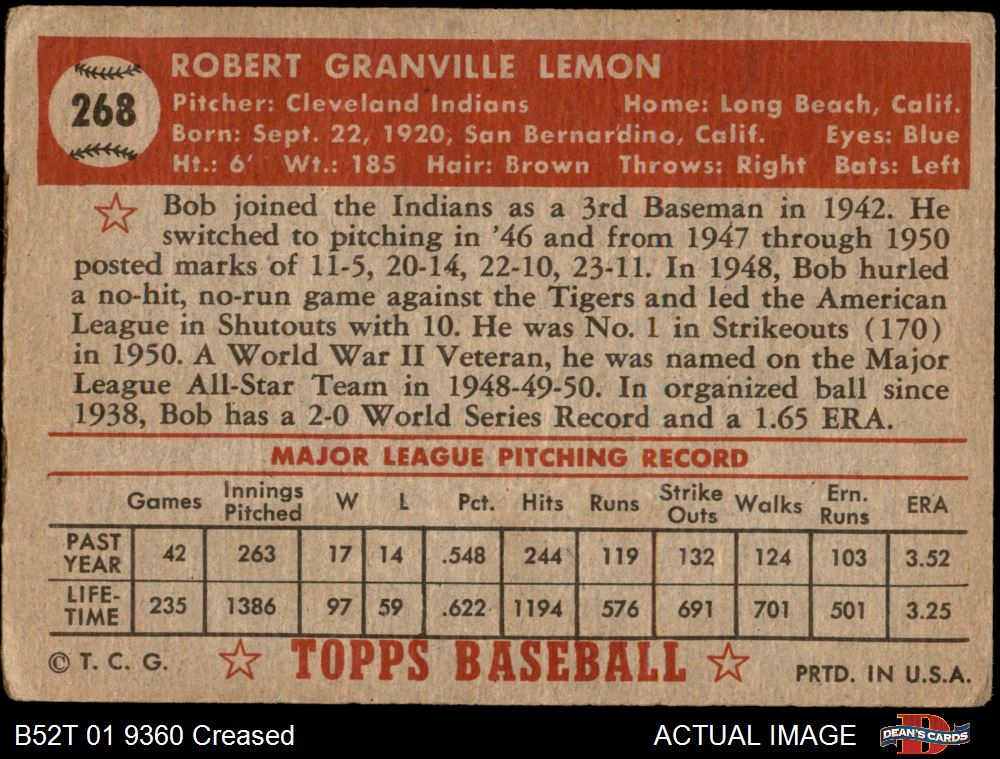 268
ROBERT GRANVILLE LEMON
Pitcher: Cleveland Indians Home: Long Beach, Calif.
Born: Sept. 22, 1920, San Bernardino, Calif. Eyes: Blue
Ht.: 6' Wt.: 185 Hair: Brown Throws: Right Bats: Left
Bob joined the Indians as a 3rd Baseman in 1942. He
switched to pitching in '46 and from 1947 through 1950
posted marks of 11-5, 20-14, 22-10, 23-11. In 1948, Bob hurled
a no-hit, no-run game against the Tigers and led the American
League in Shutouts with 10. He was No. 1 in Strikeouts (170)
in 1950. A World War II Veteran, he was named on the Major
League All-Star Team in 1948-49-50. In organized ball since
1938, Bob has a 2-0 World Series Record and a 1.65 ERA.
MAJOR LEAGUE PITCHING RECORD
Games Innings Pitched W L Pct. Hits Runs Strike Outs Walks Ern. Runs ERA
PAST YEAR 42 263 17 14 .548 244 119 132 124 103 3.52
LIFE-TIME 235 1386 97 59 .622 1194 576 691 701 501 3.25
© T. C. G. TOPPS BASEBALL PRTD. IN U.S.A.
B52T 01 9360 Creased ACTUAL IMAGE DEAN'S CARDS